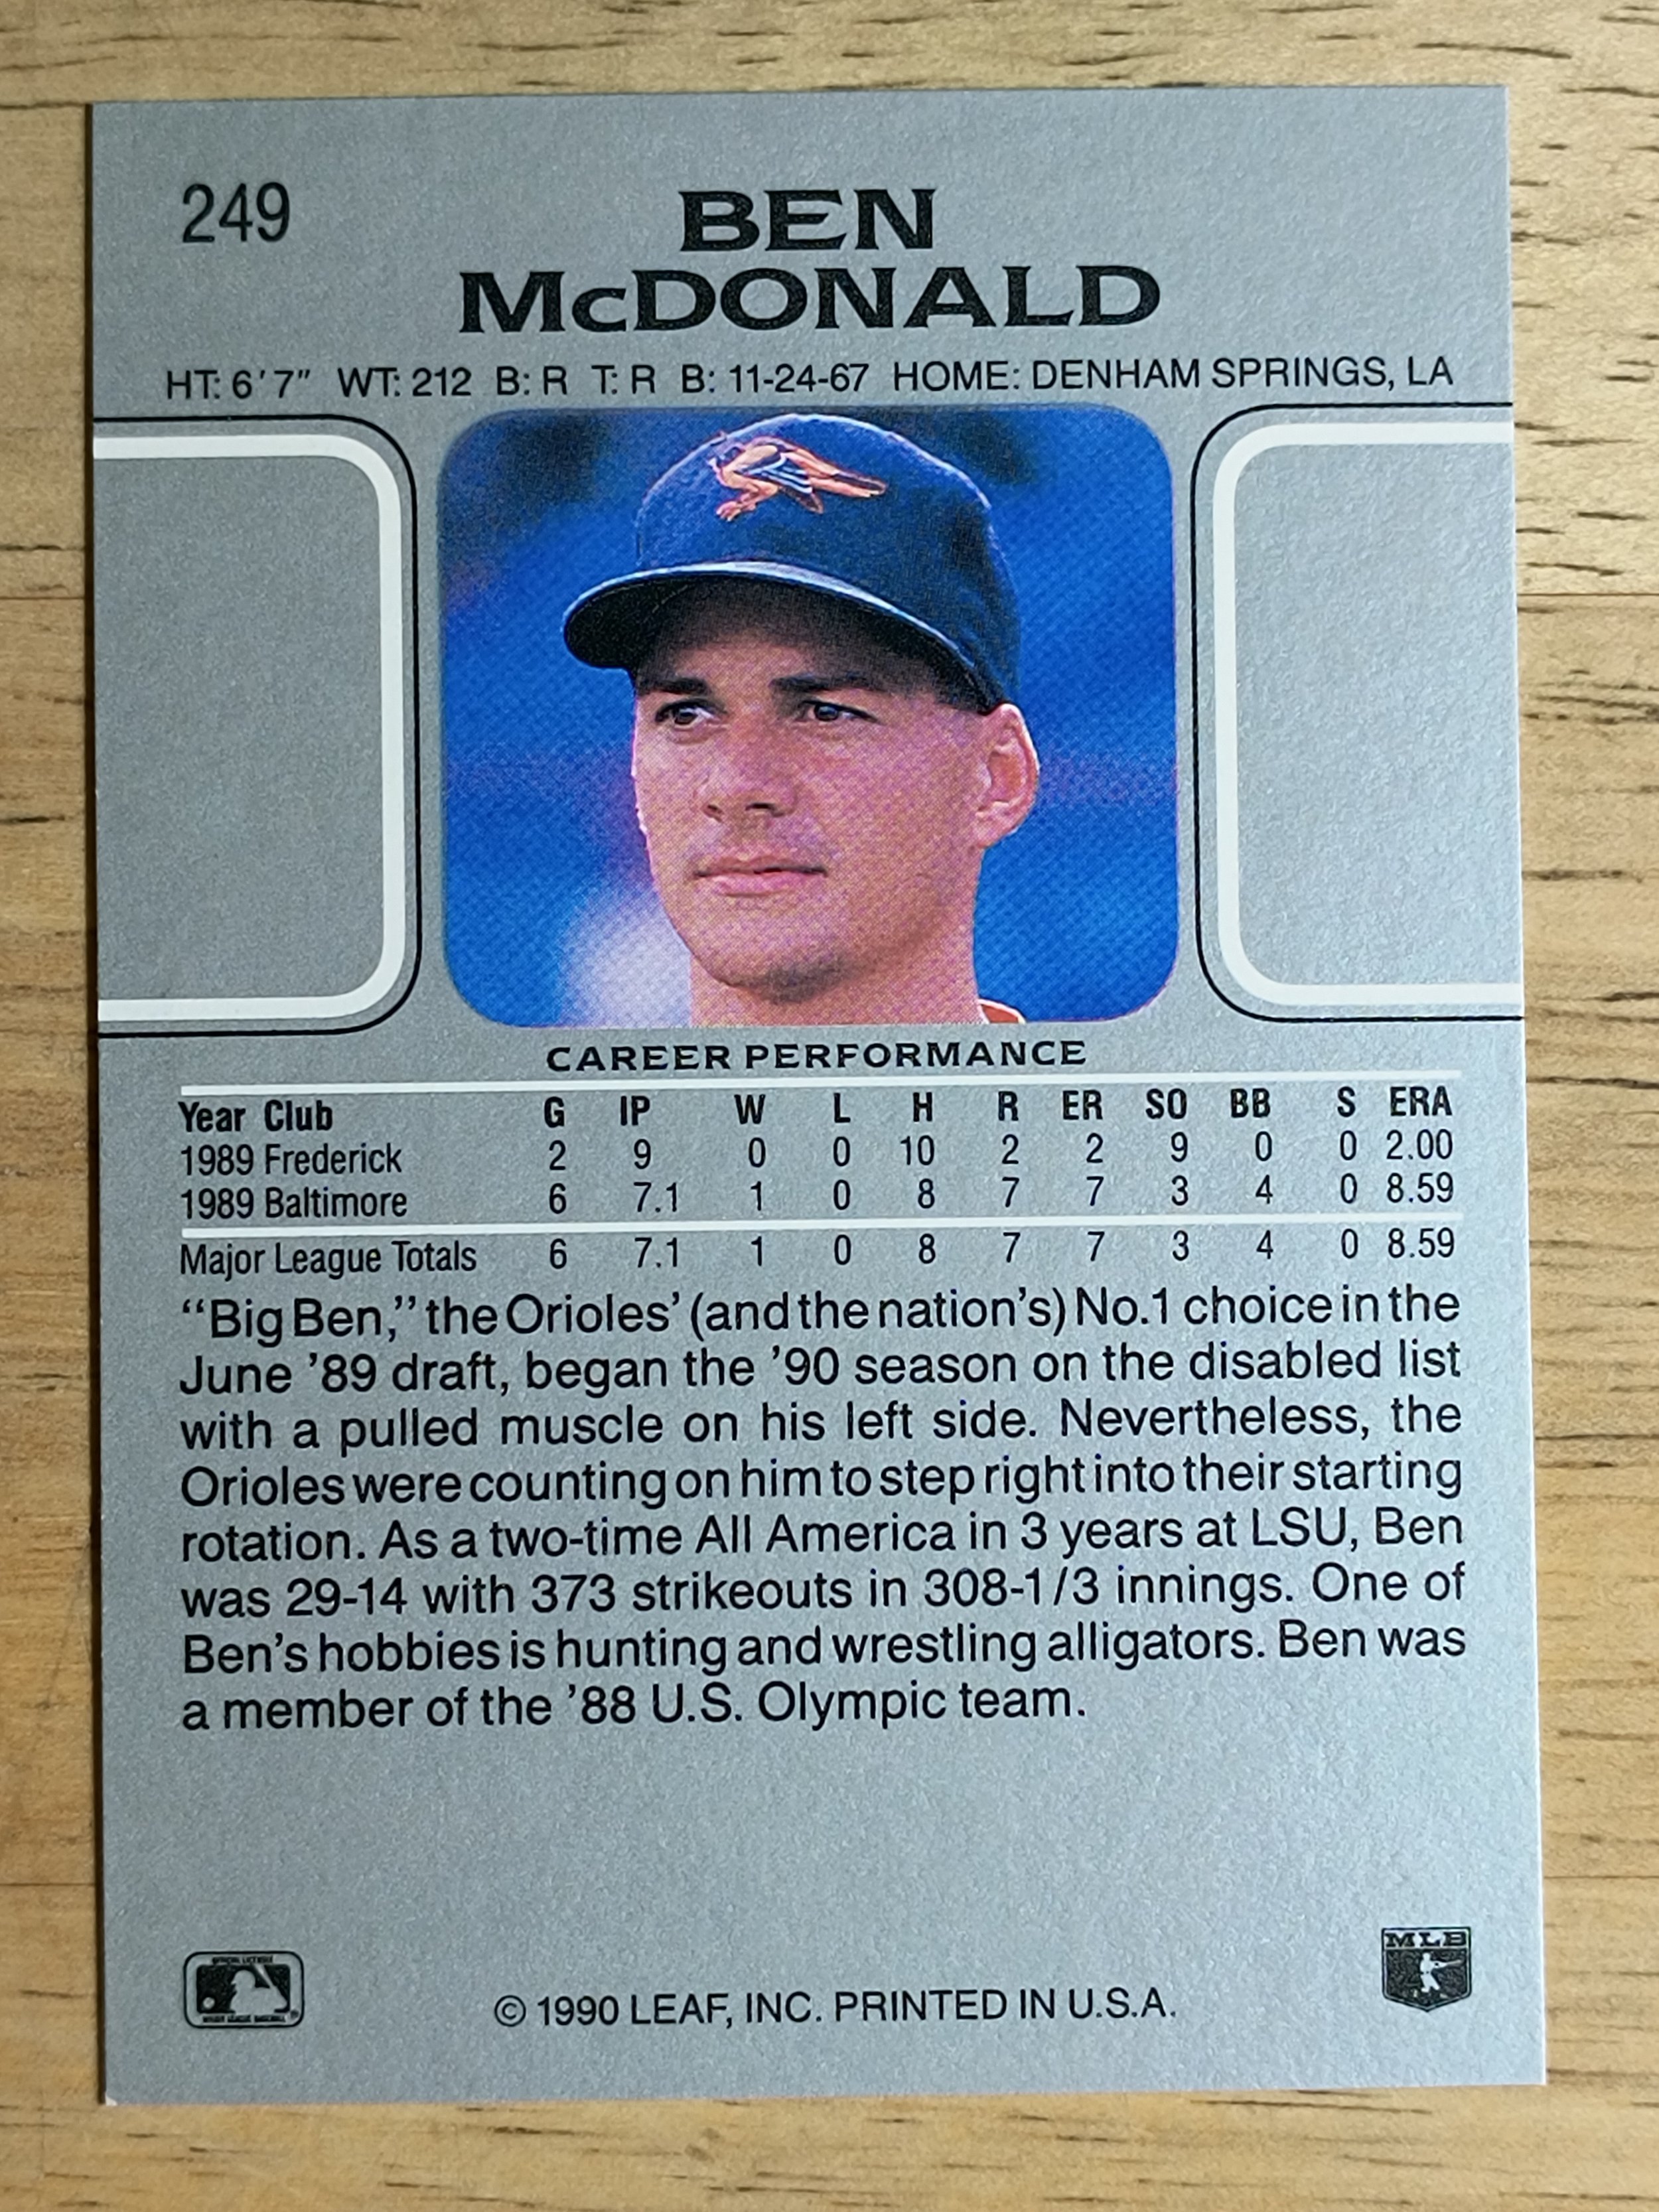 249
BEN
McDONALD
HT: 6'7" WT: 212 B: R T: R B: 11-24-67 HOME: DENHAM SPRINGS, LA
CAREER PERFORMANCE
Year Club G IP W L H R ER SO BB S ERA
1989 Frederick 2 9 0 0 10 2 2 9 0 0 2.00
1989 Baltimore 6 7.1 1 0 8 7 7 3 4 0 8.59
Major League Totals 6 7.1 1 0 8 7 7 3 4 0 8.59
"Big Ben," the Orioles' (and the nation's) No.1 choice in the
June '89 draft, began the '90 season on the disabled list
with a pulled muscle on his left side. Nevertheless, the
Orioles were counting on him to step right into their starting
rotation. As a two-time All America in 3 years at LSU, Ben
was 29-14 with 373 strikeouts in 308-1/3 innings. One of
Ben's hobbies is hunting and wrestling alligators. Ben was
a member of the '88 U.S. Olympic team.
MLB
© 1990 LEAF, INC. PRINTED IN U.S.A.